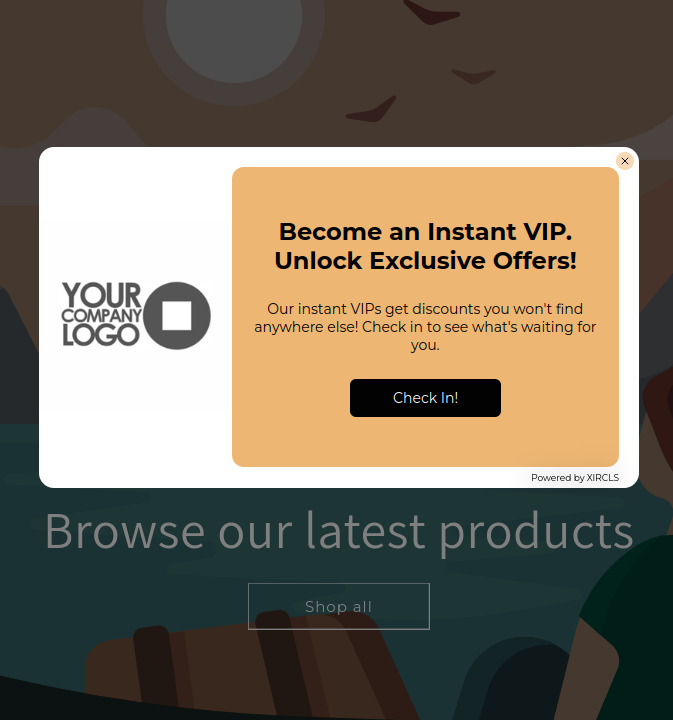 YOUR
COMPANY
LOGO
Become an Instant VIP.
Unlock Exclusive Offers!
Our instant VIPs get discounts you won't find
anywhere else! Check in to see what's waiting for
you.
Check In!
Powered by XIRCLS
Browse our latest products
Shop all